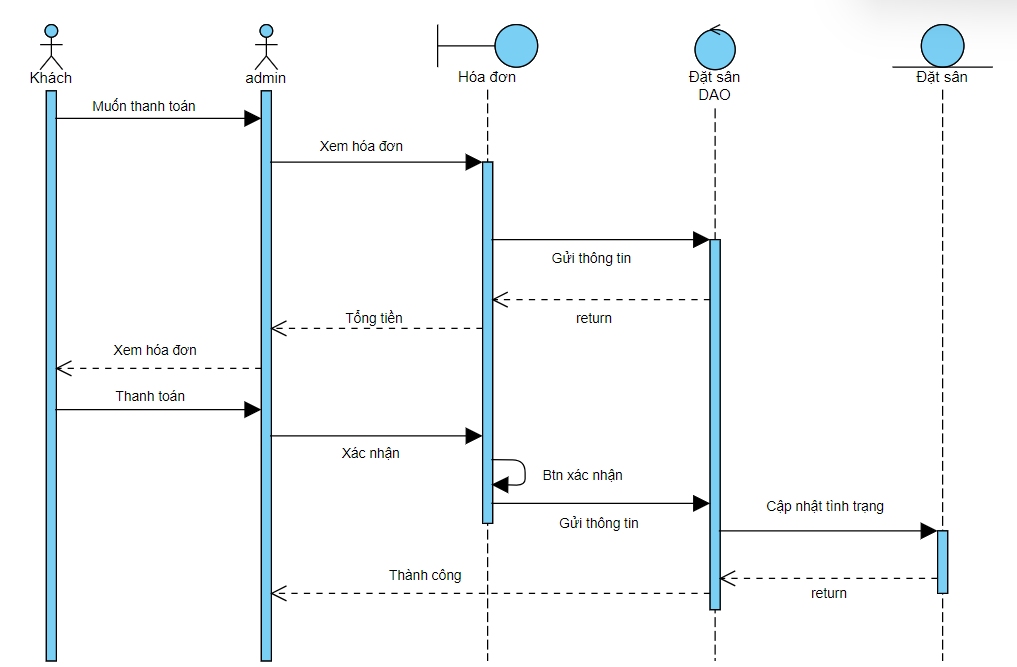 Khách
admin
Hóa đơn
Đặt sân
DAO
Đặt sân
Muốn thanh toán
Xem hóa đơn
Gửi thông tin
return
Tổng tiền
Xem hóa đơn
Thanh toán
Xác nhận
Btn xác nhận
Gửi thông tin
Cập nhật tình trạng
Thành công
return